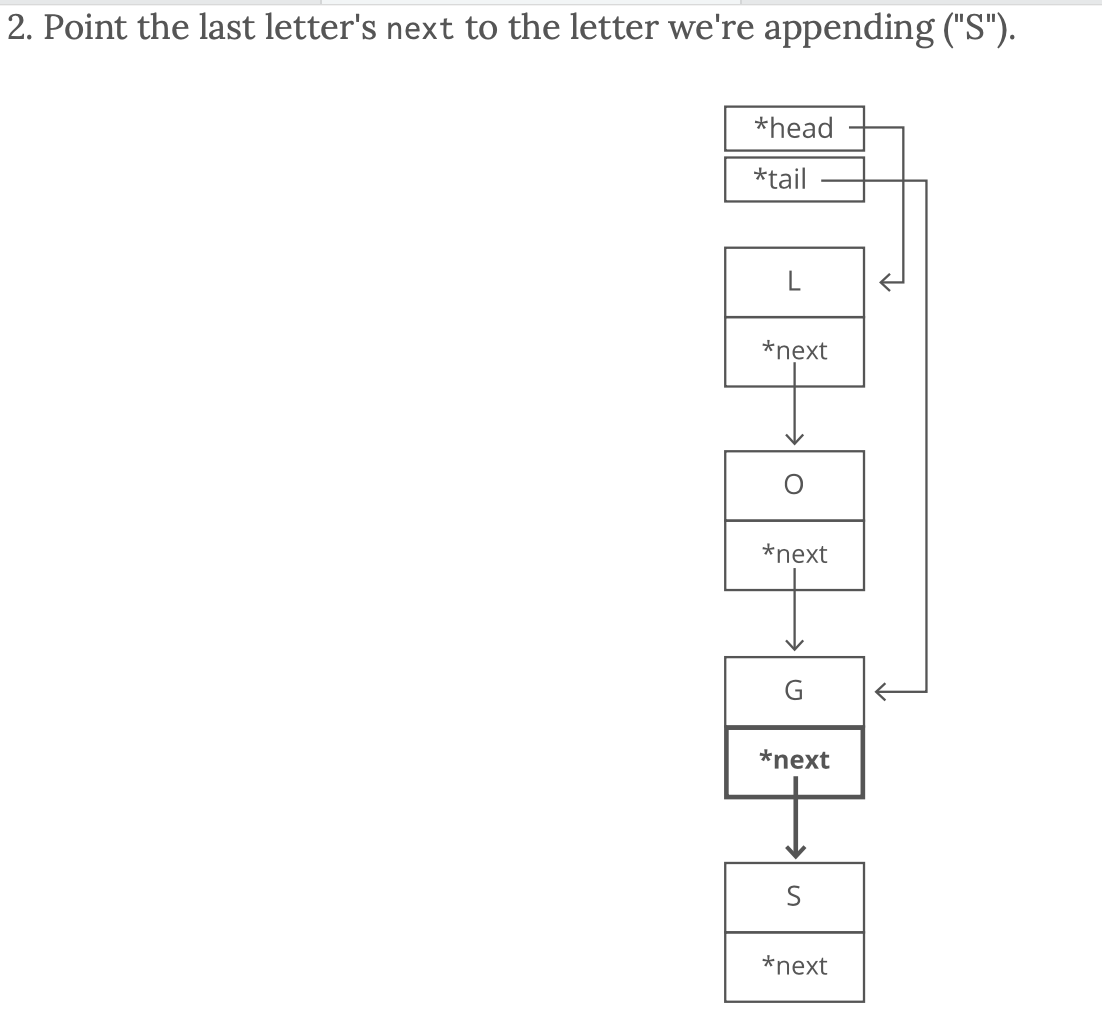 2. Point the last letter's next to the letter we're appending ("S").
*head
*tail
L
*next
O
*next
G
*next
S
*next